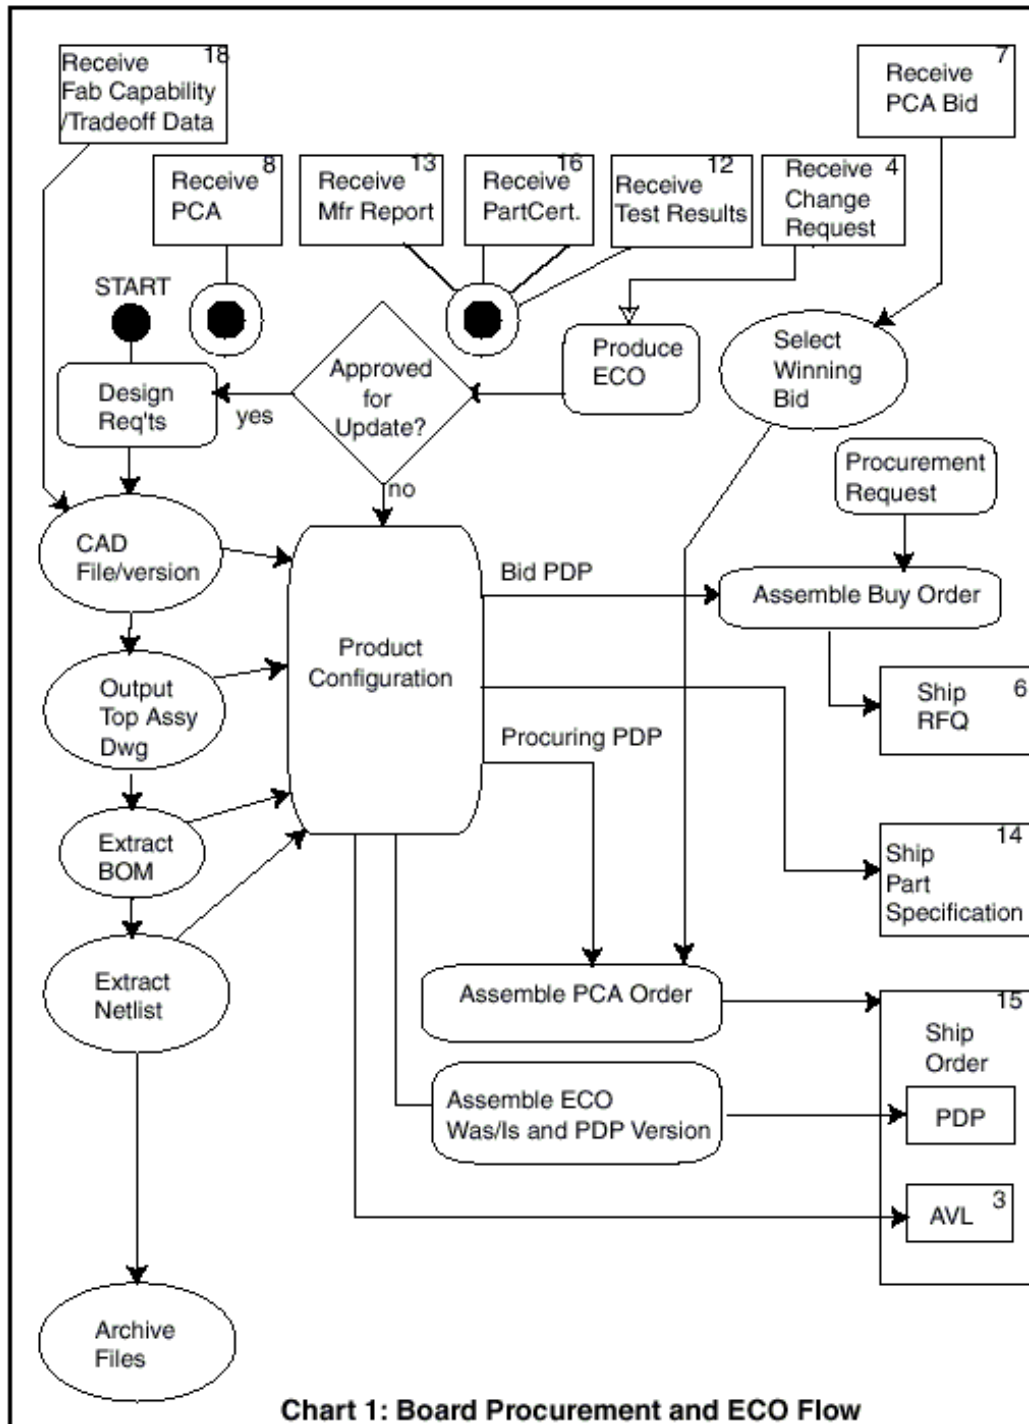 18
Receive
Fab Capability
/Tradeoff Data
7
Receive
PCA Bid
8
Receive
PCA
13
Receive
Mfr Report
16
Receive
PartCert.
12
Receive
Test Results
4
Receive
Change
Request
START
Design
Req'ts
yes
Approved
for
Update?
no
Produce
ECO
Select
Winning
Bid
Procurement
Request
CAD
File/version
Bid PDP
Assemble Buy Order
Product
Configuration
Output
Top Assy
Dwg
6
Ship
RFQ
Procuring PDP
Extract
BOM
14
Ship
Part
Specification
Extract
Netlist
Assemble PCA Order
15
Ship
Order
PDP
Assemble ECO
Was/Is and PDP Version
3
AVL
Archive
Files
Chart 1: Board Procurement and ECO Flow